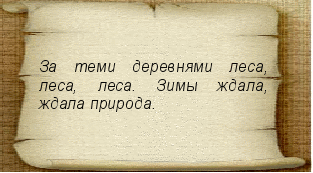 За теми деревнями леса,
леса, леса. Зимы ждала,
ждала природа.